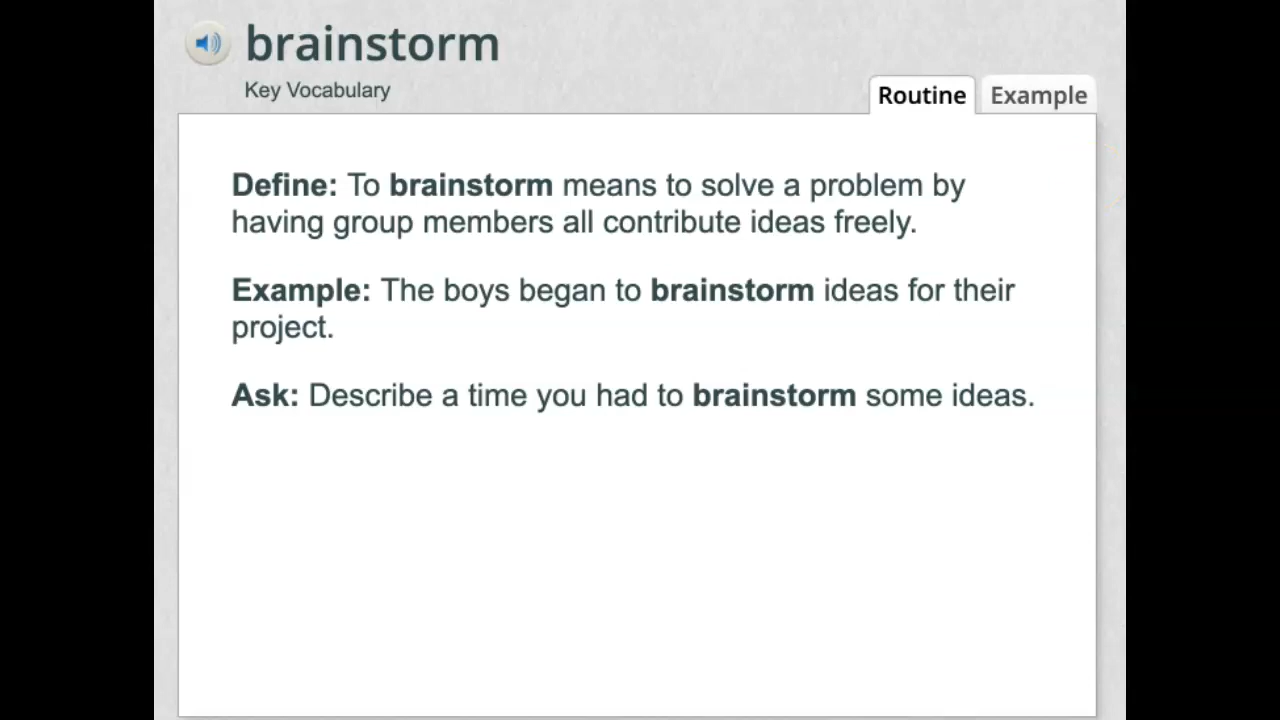 brainstorm
Key Vocabulary
Routine
Example
Define: To brainstorm means to solve a problem by
having group members all contribute ideas freely.
Example: The boys began to brainstorm ideas for their
project.
Ask: Describe a time you had to brainstorm some ideas.